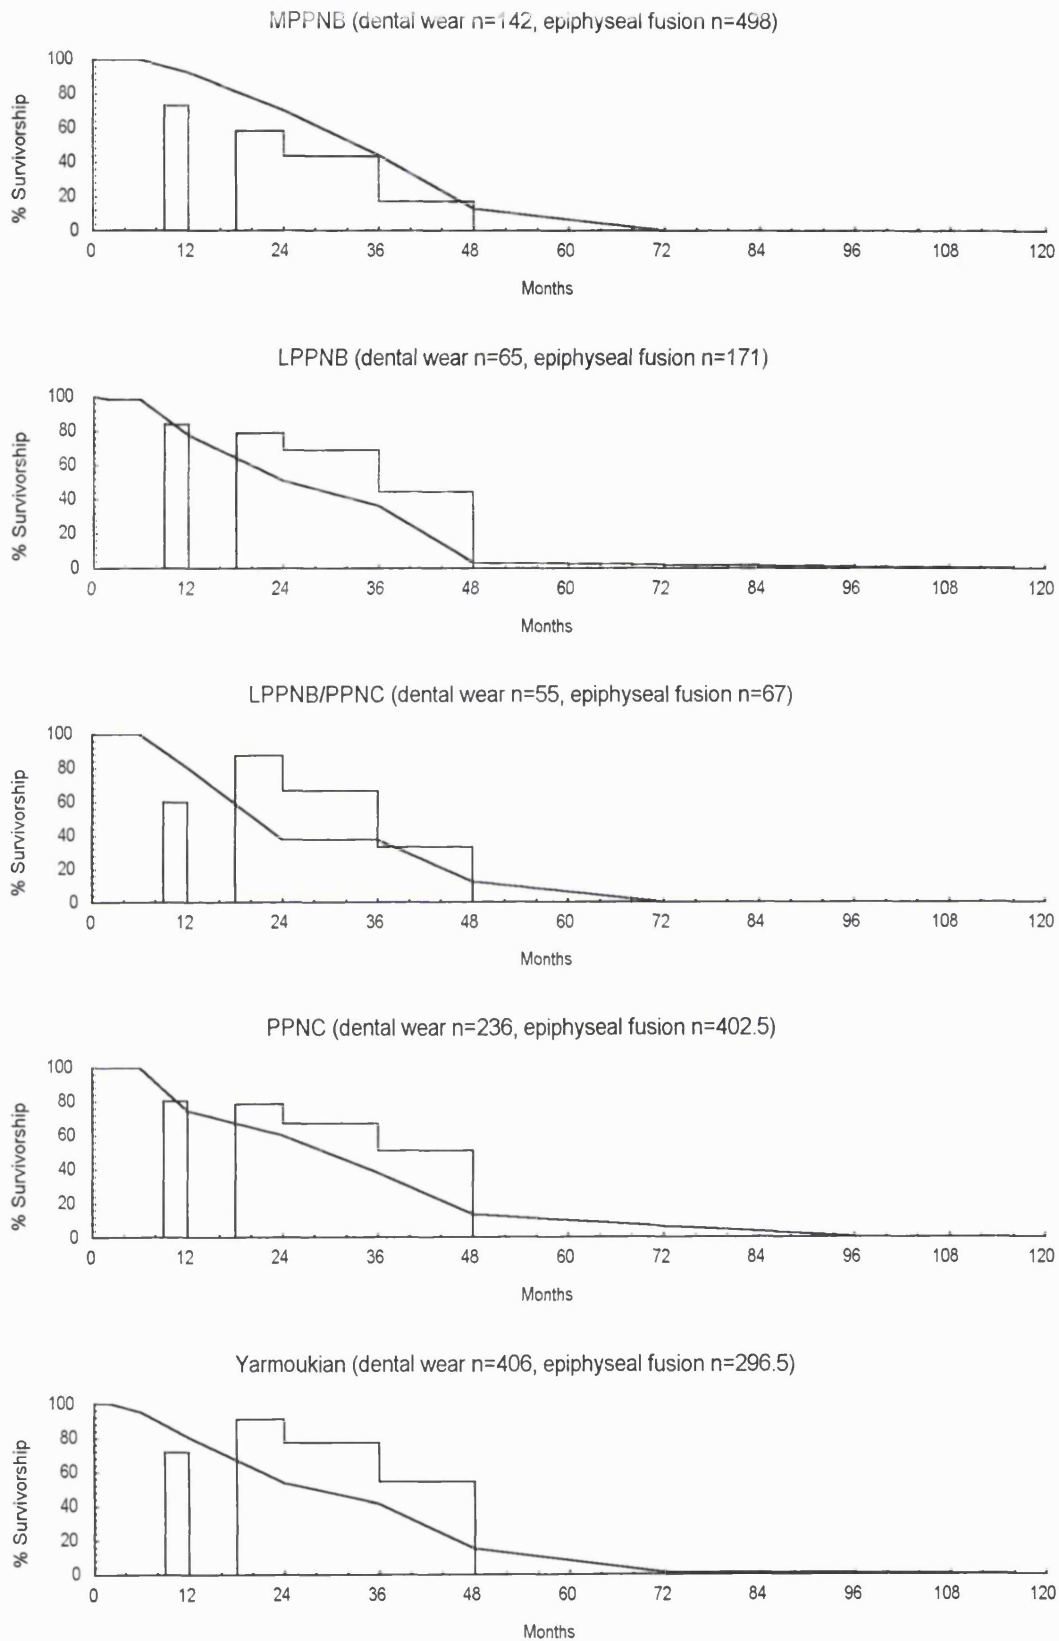 MPPNB (dental wear n=142, epiphyseal fusion n=498)
% Survivorship
100
80
60
40
20
0
0 12 24 36 48 60 72 84 96 108 120
Months
LPPNB (dental wear n=65, epiphyseal fusion n=171)
% Survivorship
100
80
60
40
20
0
0 12 24 36 48 60 72 84 96 108 120
Months
LPPNB/PPNC (dental wear n=55, epiphyseal fusion n=67)
% Survivorship
100
80
60
40
20
0
0 12 24 36 48 60 72 84 96 108 120
Months
PPNC (dental wear n=236, epiphyseal fusion n=402.5)
% Survivorship
100
80
60
40
20
0
0 12 24 36 48 60 72 84 96 108 120
Months
Yarmoukian (dental wear n=406, epiphyseal fusion n=296.5)
% Survivorship
100
80
60
40
20
0
0 12 24 36 48 60 72 84 96 108 120
Months